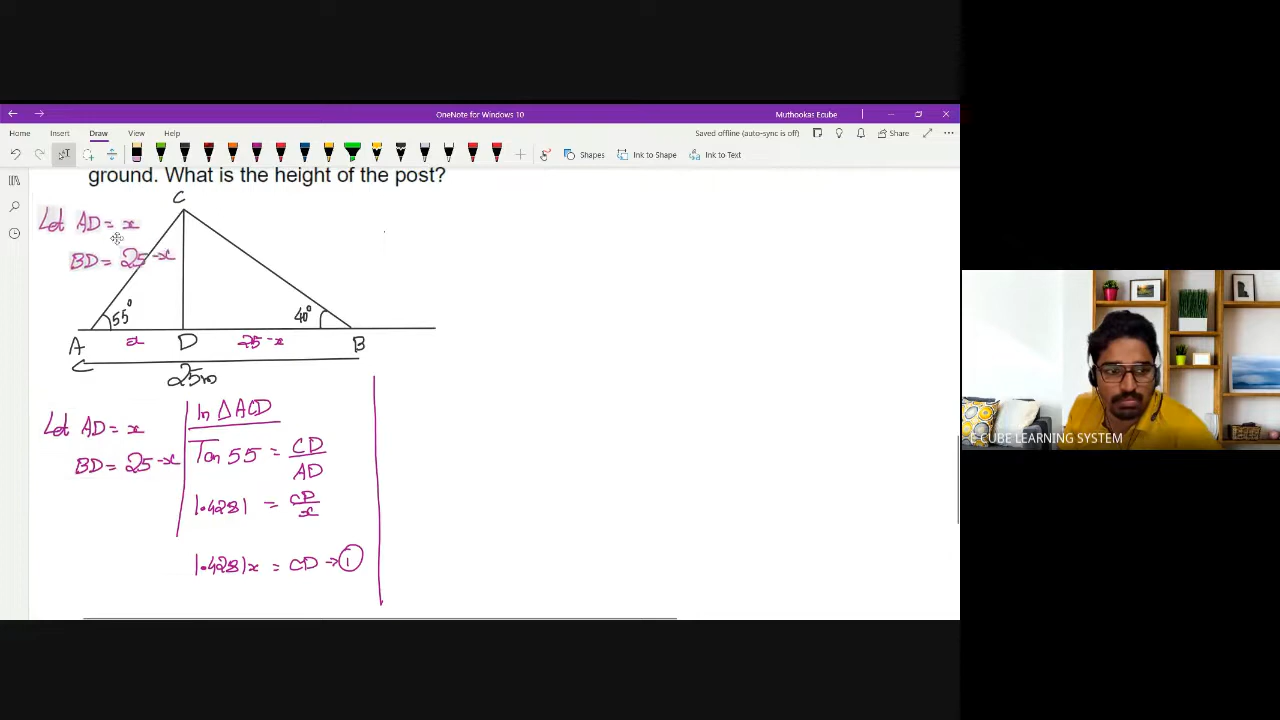 OneNote for Windows 10
Muthookas Ecube
Home Insert Draw View Help
Saved offline (auto-sync is off)
Share
Shapes
Ink to Shape
Ink to Text
ground. What is the height of the post?
C
Let AD = x
BD = 25-x
55°
40°
A x D 25-x B
25m
Let AD = x
BD = 25-x
In △ACD
Tan 55 = CD/AD
1.4281 = CD/x
1.4281x = CD → 1
E CUBE LEARNING SYSTEM